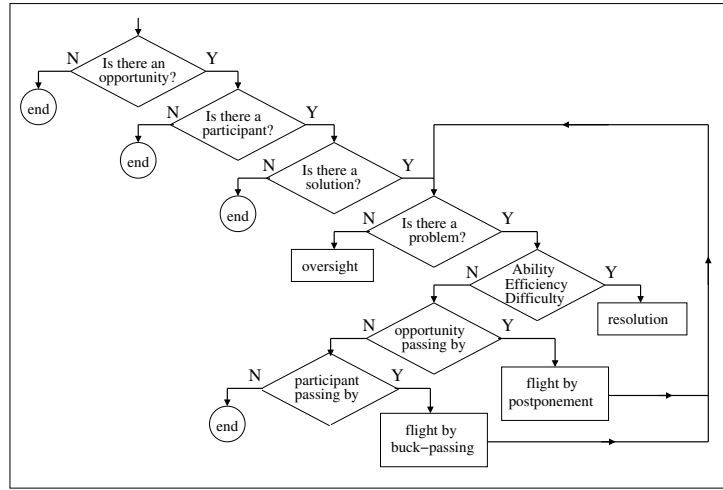 N
Is there an
opportunity?
Y
end
N
Is there a
participant?
Y
end
N
Is there a
solution?
Y
end
N
Is there a
problem?
Y
oversight
N
Ability
Efficiency
Difficulty
Y
resolution
N
opportunity
passing by
Y
flight by
postponement
N
participant
passing by
Y
end
flight by
buck−passing